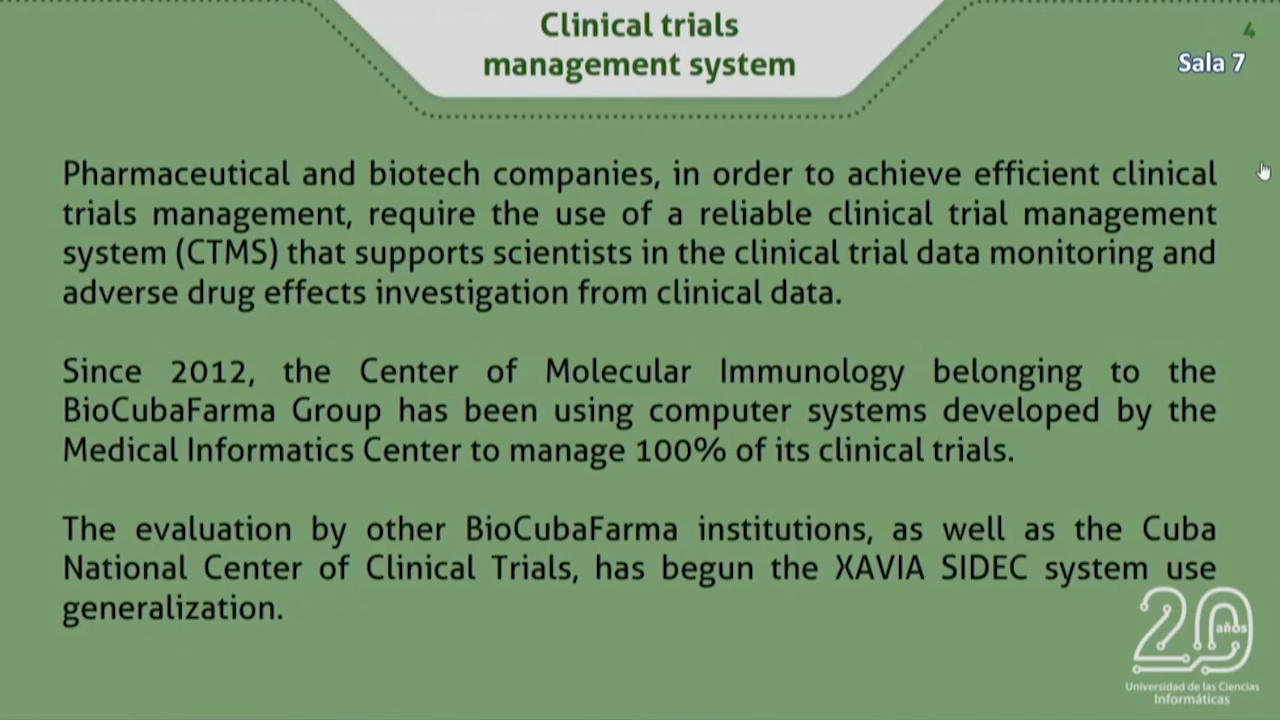 Clinical trials
management system
4
Sala 7
Pharmaceutical and biotech companies, in order to achieve efficient clinical
trials management, require the use of a reliable clinical trial management
system (CTMS) that supports scientists in the clinical trial data monitoring and
adverse drug effects investigation from clinical data.
Since 2012, the Center of Molecular Immunology belonging to the
BioCubaFarma Group has been using computer systems developed by the
Medical Informatics Center to manage 100% of its clinical trials.
The evaluation by other BioCubaFarma institutions, as well as the Cuba
National Center of Clinical Trials, has begun the XAVIA SIDEC system use
generalization.
20
años
Universidad de las Ciencias
Informáticas